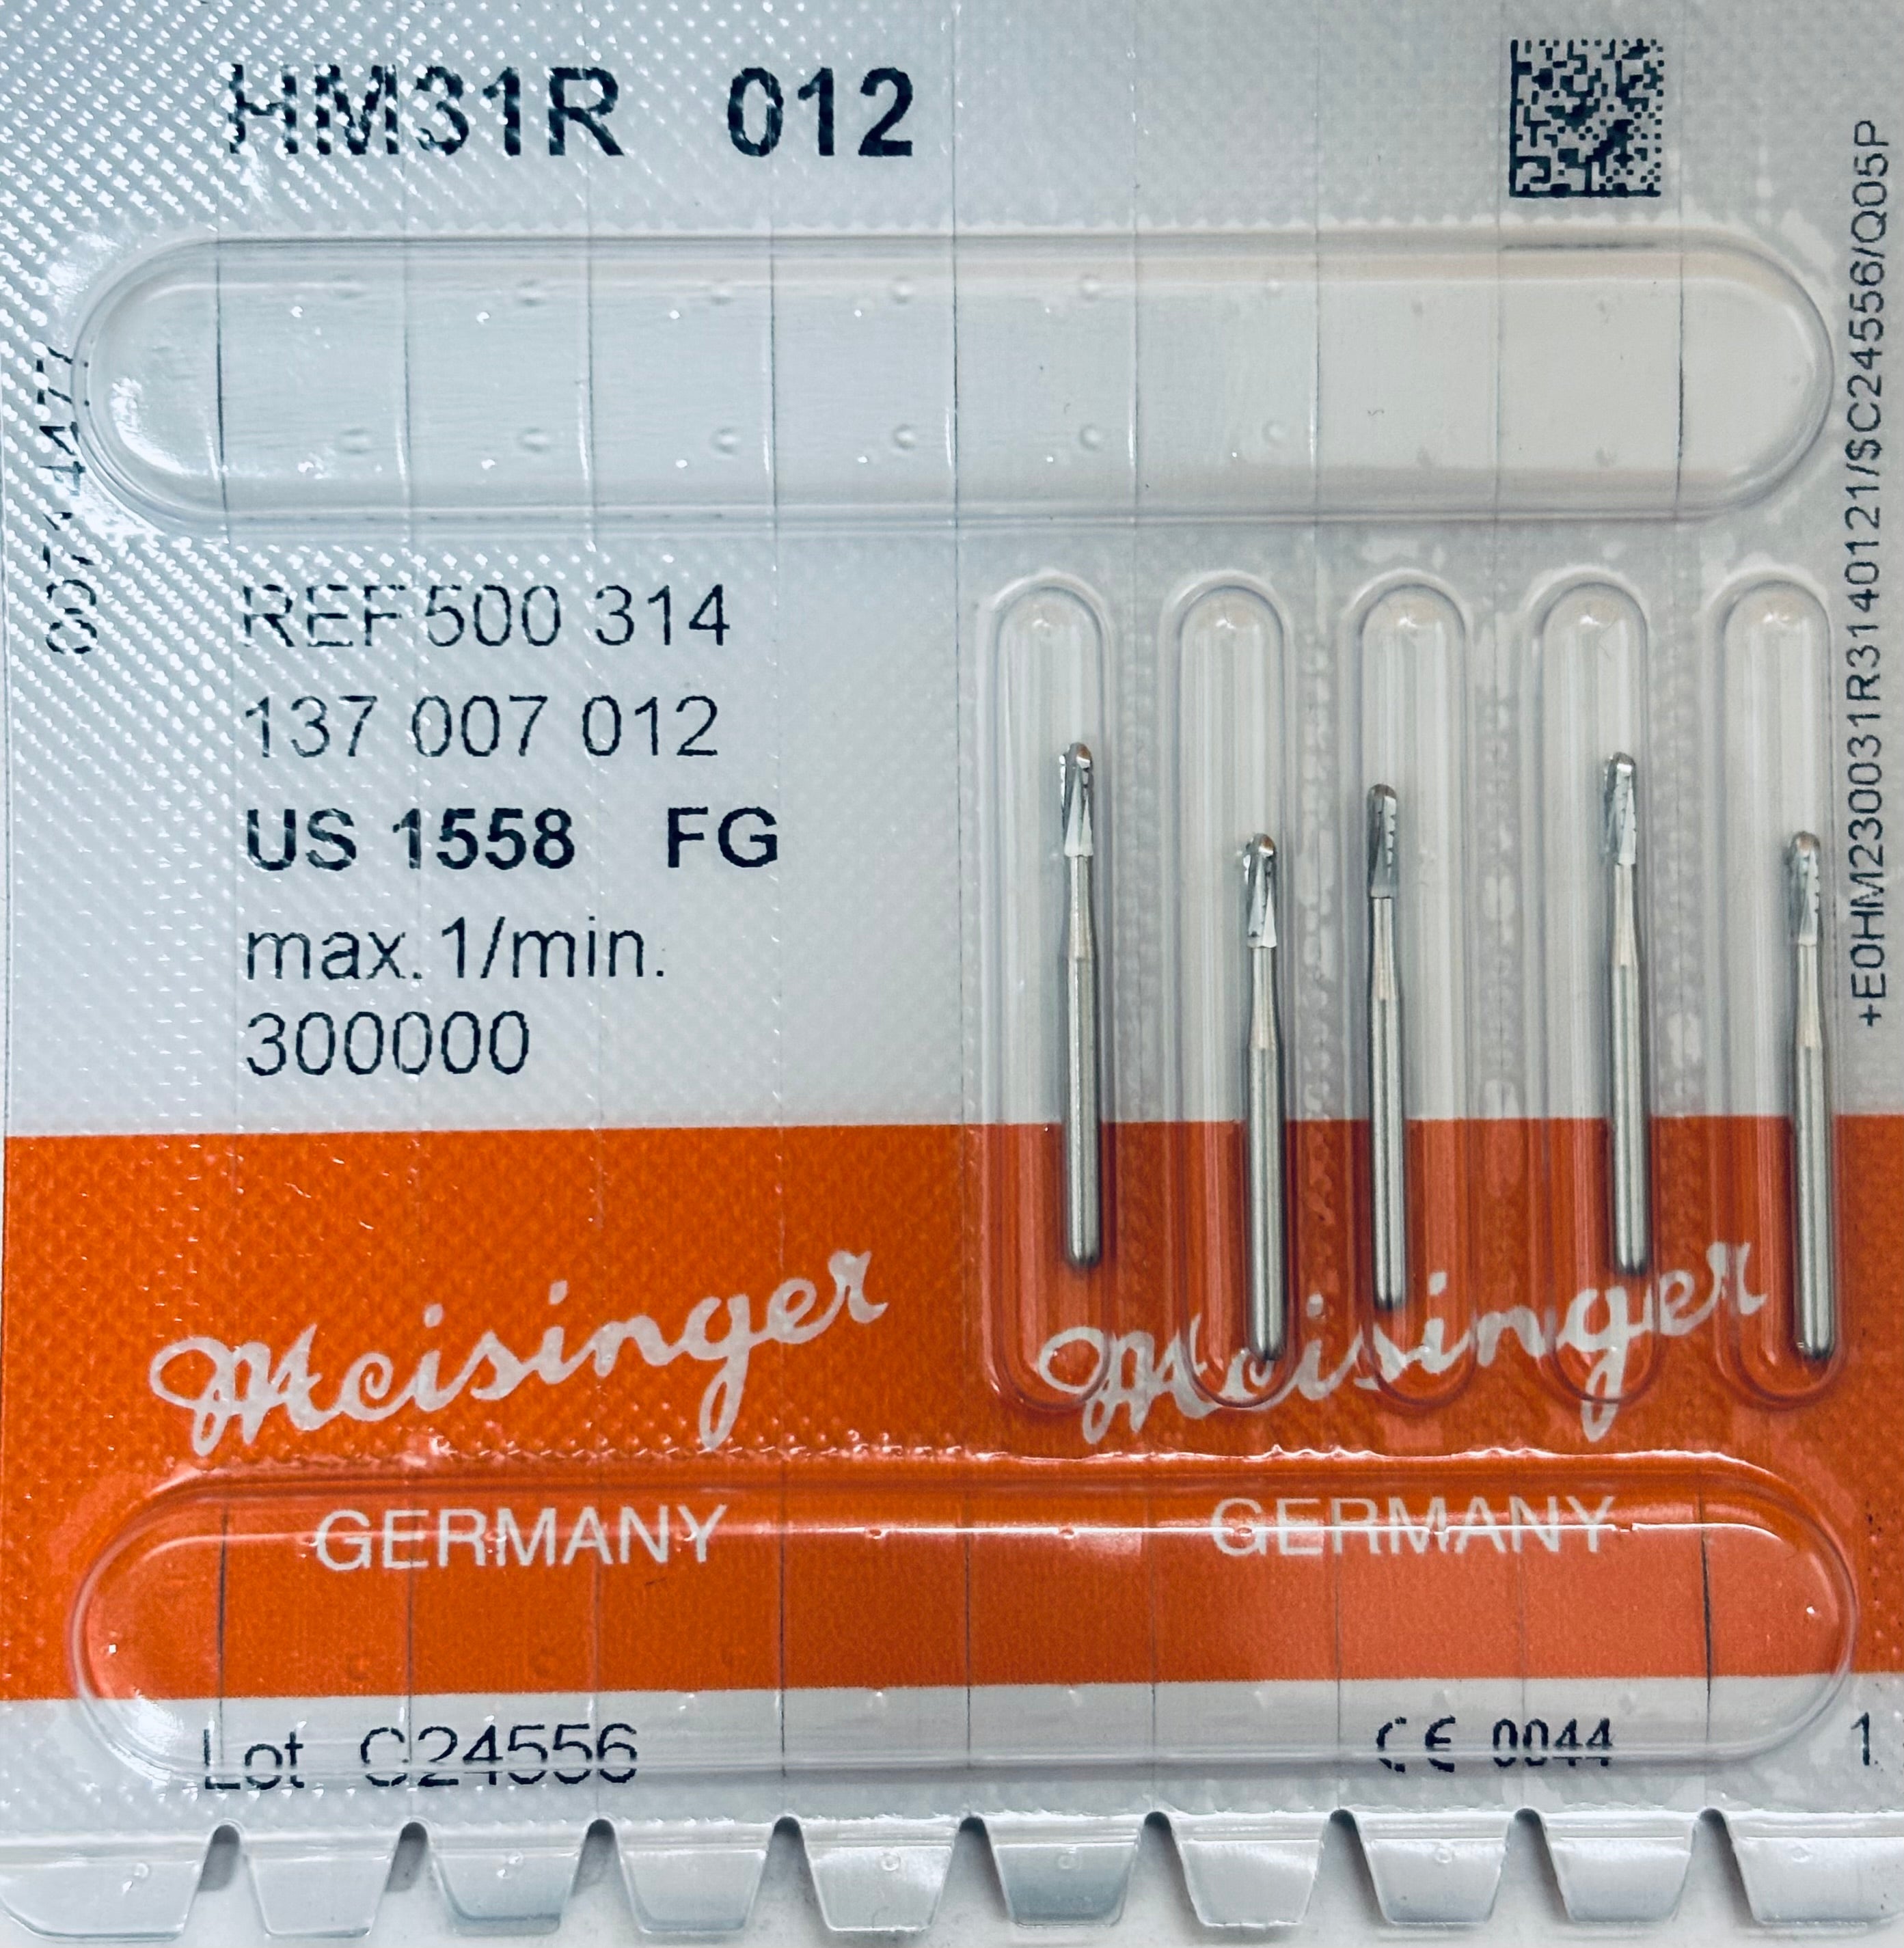 HM31R 012
REF 500 314
137 007 012
US 1558 FG
max. 1/min.
300000
Meisinger
GERMANY
Meisinger
GERMANY
Lot C24556
CE 0044
1
+E0HM230031R3140121/$C24556/Q05P